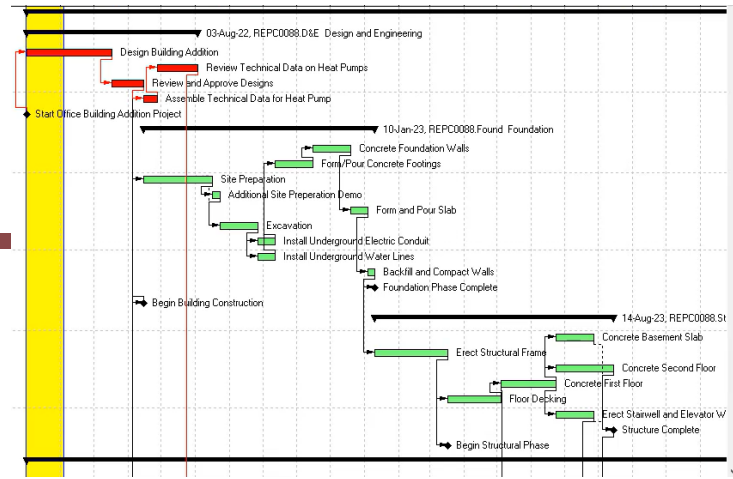 03-Aug-22, REPC0088.D&E Design and Engineering
Design Building Addition
Review Technical Data on Heat Pumps
Review and Approve Designs
Assemble Technical Data for Heat Pump
Start Office Building Addition Project
10-Jan-23, REPC0088.Found Foundation
Concrete Foundation Walls
Form/Pour Concrete Footings
Site Preparation
Additional Site Preperation Demo
Form and Pour Slab
Excavation
Install Underground Electric Conduit
Install Underground Water Lines
Backfill and Compact Walls
Foundation Phase Complete
Begin Building Construction
14-Aug-23, REPC0088.St
Concrete Basement Slab
Erect Structural Frame
Concrete Second Floor
Concrete First Floor
Floor Decking
Erect Stairwell and Elevator W
Structure Complete
Begin Structural Phase